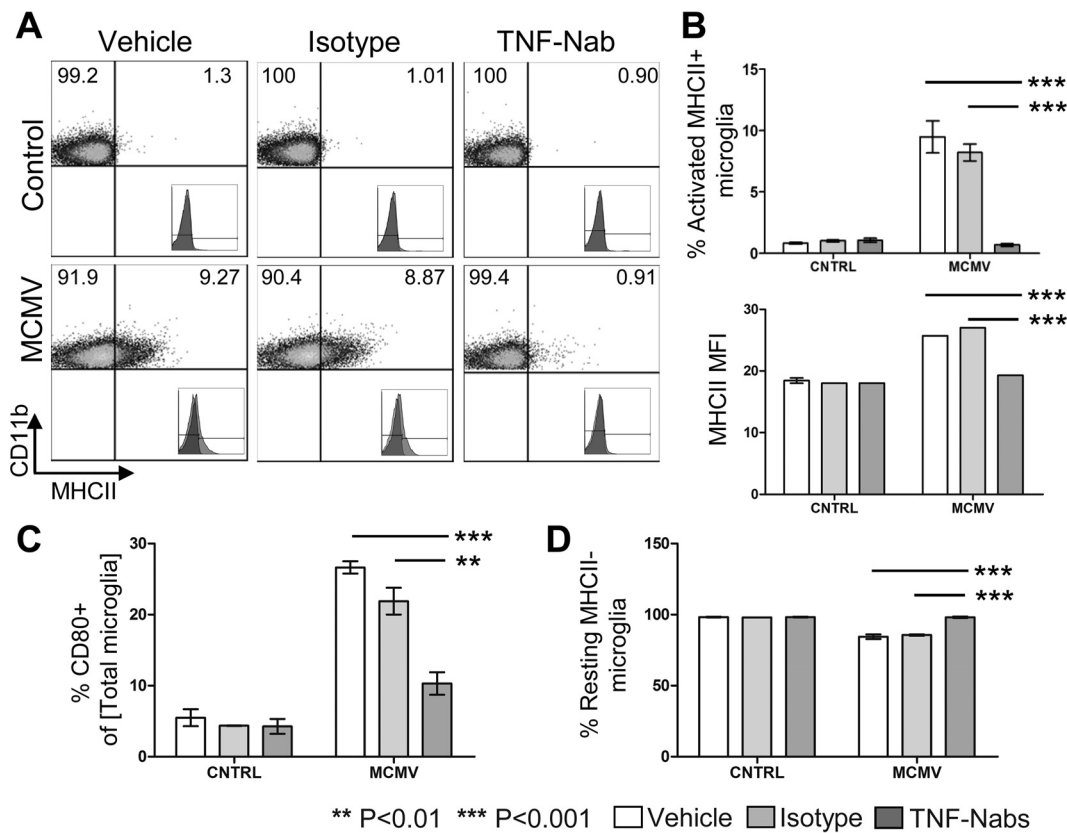 A
Vehicle Isotype TNF-Nab
Control
99.2 1.3
100 1.01
100 0.90
MCMV
91.9 9.27
90.4 8.87
99.4 0.91
CD11b
MHCII
B
% Activated MHCII+
microglia
15
10
5
0
***
***
CNTRL MCMV
MHCII MFI
30
20
10
0
***
***
CNTRL MCMV
C
% CD80+
of [Total microglia]
30
20
10
0
***
**
CNTRL MCMV
D
% Resting MHCII-
microglia
150
100
50
0
***
***
CNTRL MCMV
** P<0.01 *** P<0.001 Vehicle Isotype TNF-Nabs